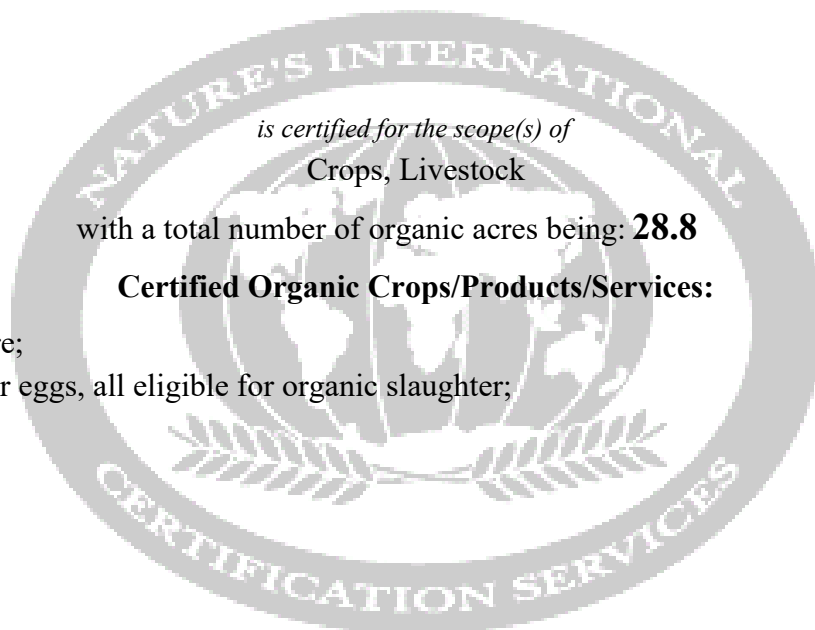 NATURE'S INTERNATIONAL
is certified for the scope(s) of
Crops, Livestock
with a total number of organic acres being: 28.8
Certified Organic Crops/Products/Services:
eggs, all eligible for organic slaughter;
CERTIFICATION SERVICES